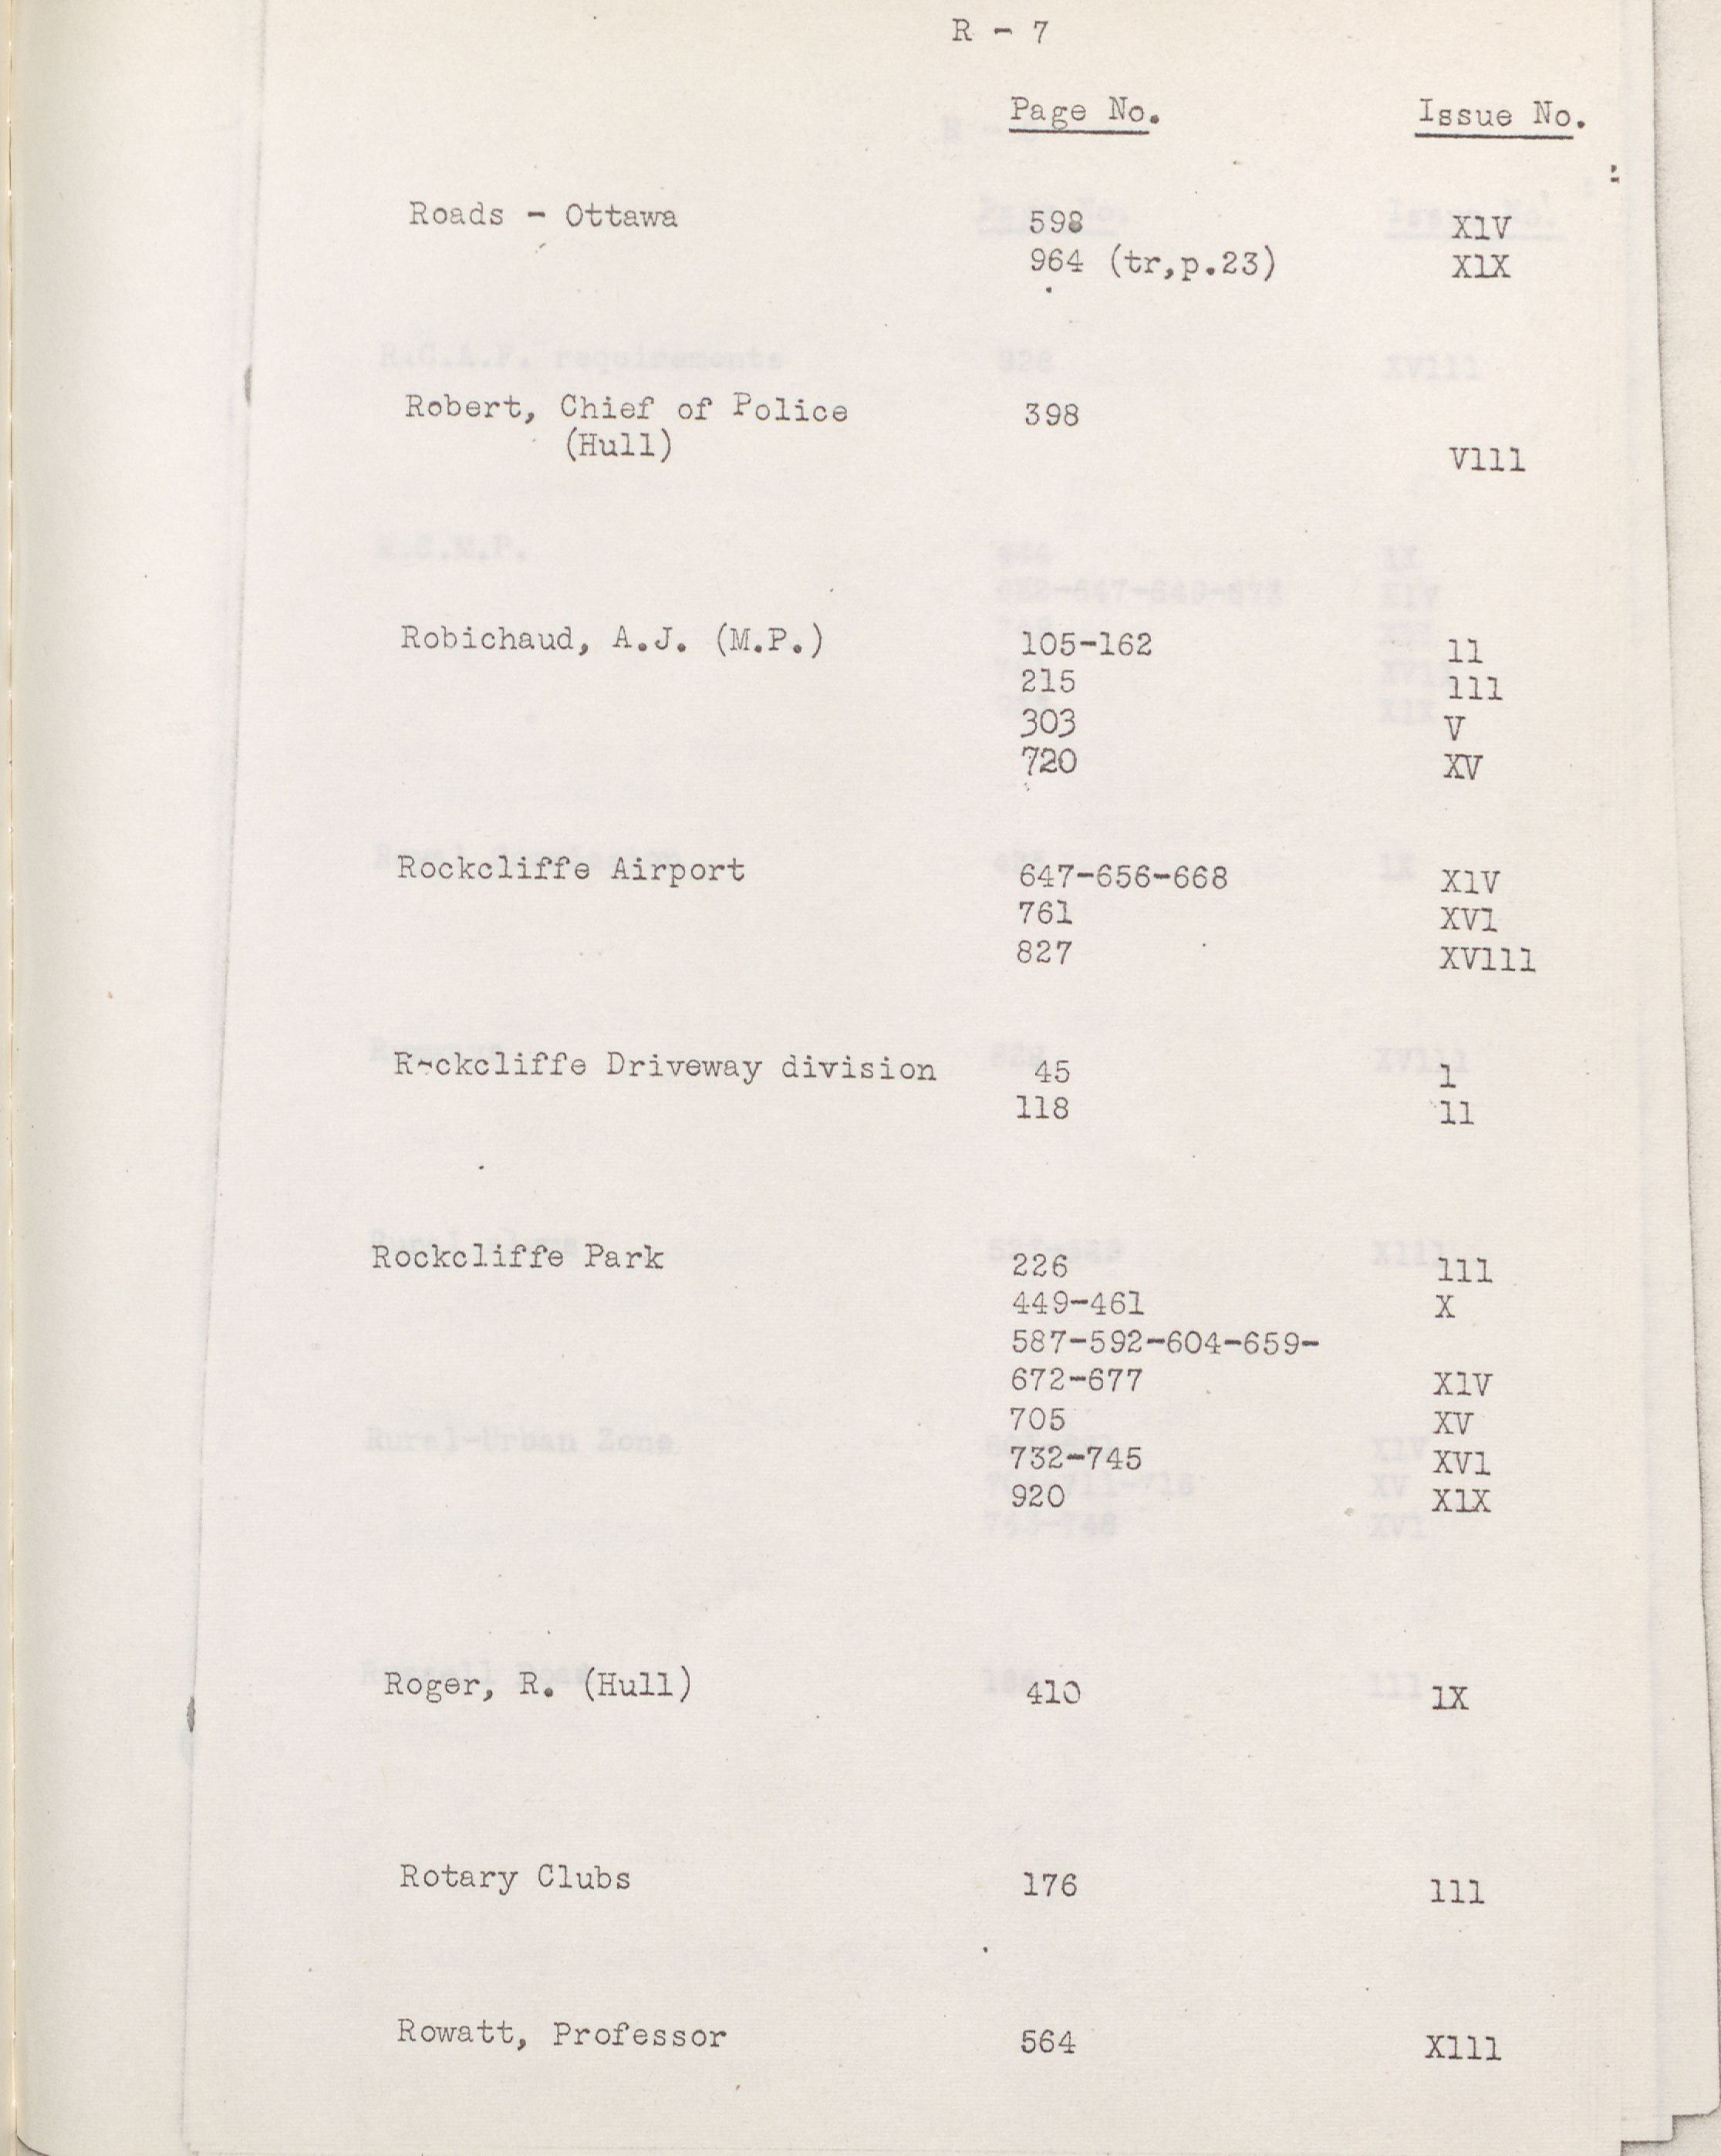 R - 7
Page No. Issue No.
Roads - Ottawa 598 X1V
964 (tr,p.23) X1X
Robert, Chief of Police 398
(Hull) V111
Robichaud, A.J. (M.P.) 105-162 11
215 111
303 V
720 XV
Rockcliffe Airport 647-656-668 X1V
761 XV1
827 XV111
Rockcliffe Driveway division 45 1
118 11
Rockcliffe Park 226 111
449-461 X
587-592-604-659-
672-677 X1V
705 XV
732-745 XV1
920 X1X
Roger, R. (Hull) 410 1X
Rotary Clubs 176 111
Rowatt, Professor 564 X111